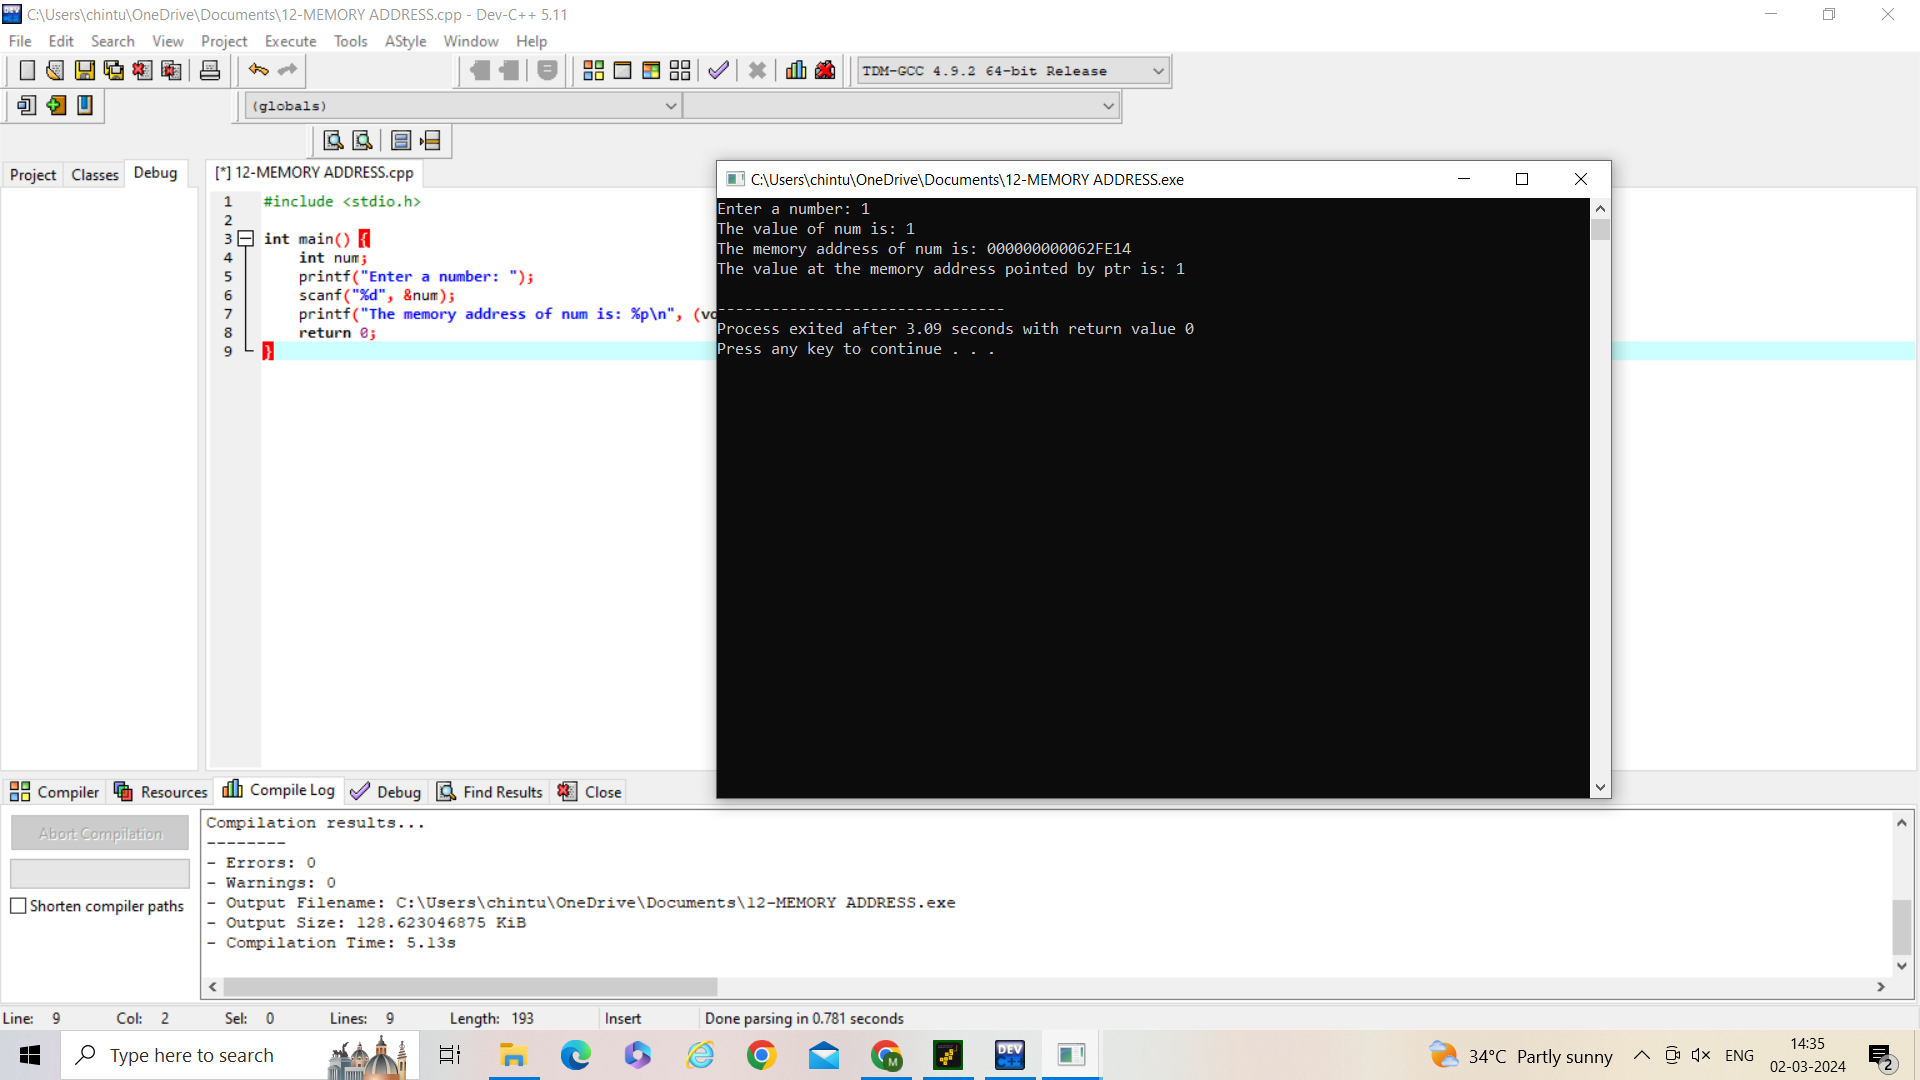 C:\Users\chintu\OneDrive\Documents\12-MEMORY ADDRESS.cpp - Dev-C++ 5.11
File Edit Search View Project Execute Tools AStyle Window Help
TDM-GCC 4.9.2 64-bit Release
(globals)
Project Classes Debug
[*] 12-MEMORY ADDRESS.cpp
1 #include <stdio.h>
2
3 int main() {
4 int num;
5 printf("Enter a number: ");
6 scanf("%d", &num);
7 printf("The memory address of num is: %p\n", (vo
8 return 0;
9 }
C:\Users\chintu\OneDrive\Documents\12-MEMORY ADDRESS.exe
Enter a number: 1
The value of num is: 1
The memory address of num is: 000000000062FE14
The value at the memory address pointed by ptr is: 1
--------------------------------
Process exited after 3.09 seconds with return value 0
Press any key to continue . . .
Compiler Resources Compile Log Debug Find Results Close
Abort Compilation
Shorten compiler paths
Compilation results...
--------
- Errors: 0
- Warnings: 0
- Output Filename: C:\Users\chintu\OneDrive\Documents\12-MEMORY ADDRESS.exe
- Output Size: 128.623046875 KiB
- Compilation Time: 5.13s
Line: 9 Col: 2 Sel: 0 Lines: 9 Length: 193 Insert Done parsing in 0.781 seconds
Type here to search
DEV
M
34°C Partly sunny
ENG
14:35
02-03-2024
2